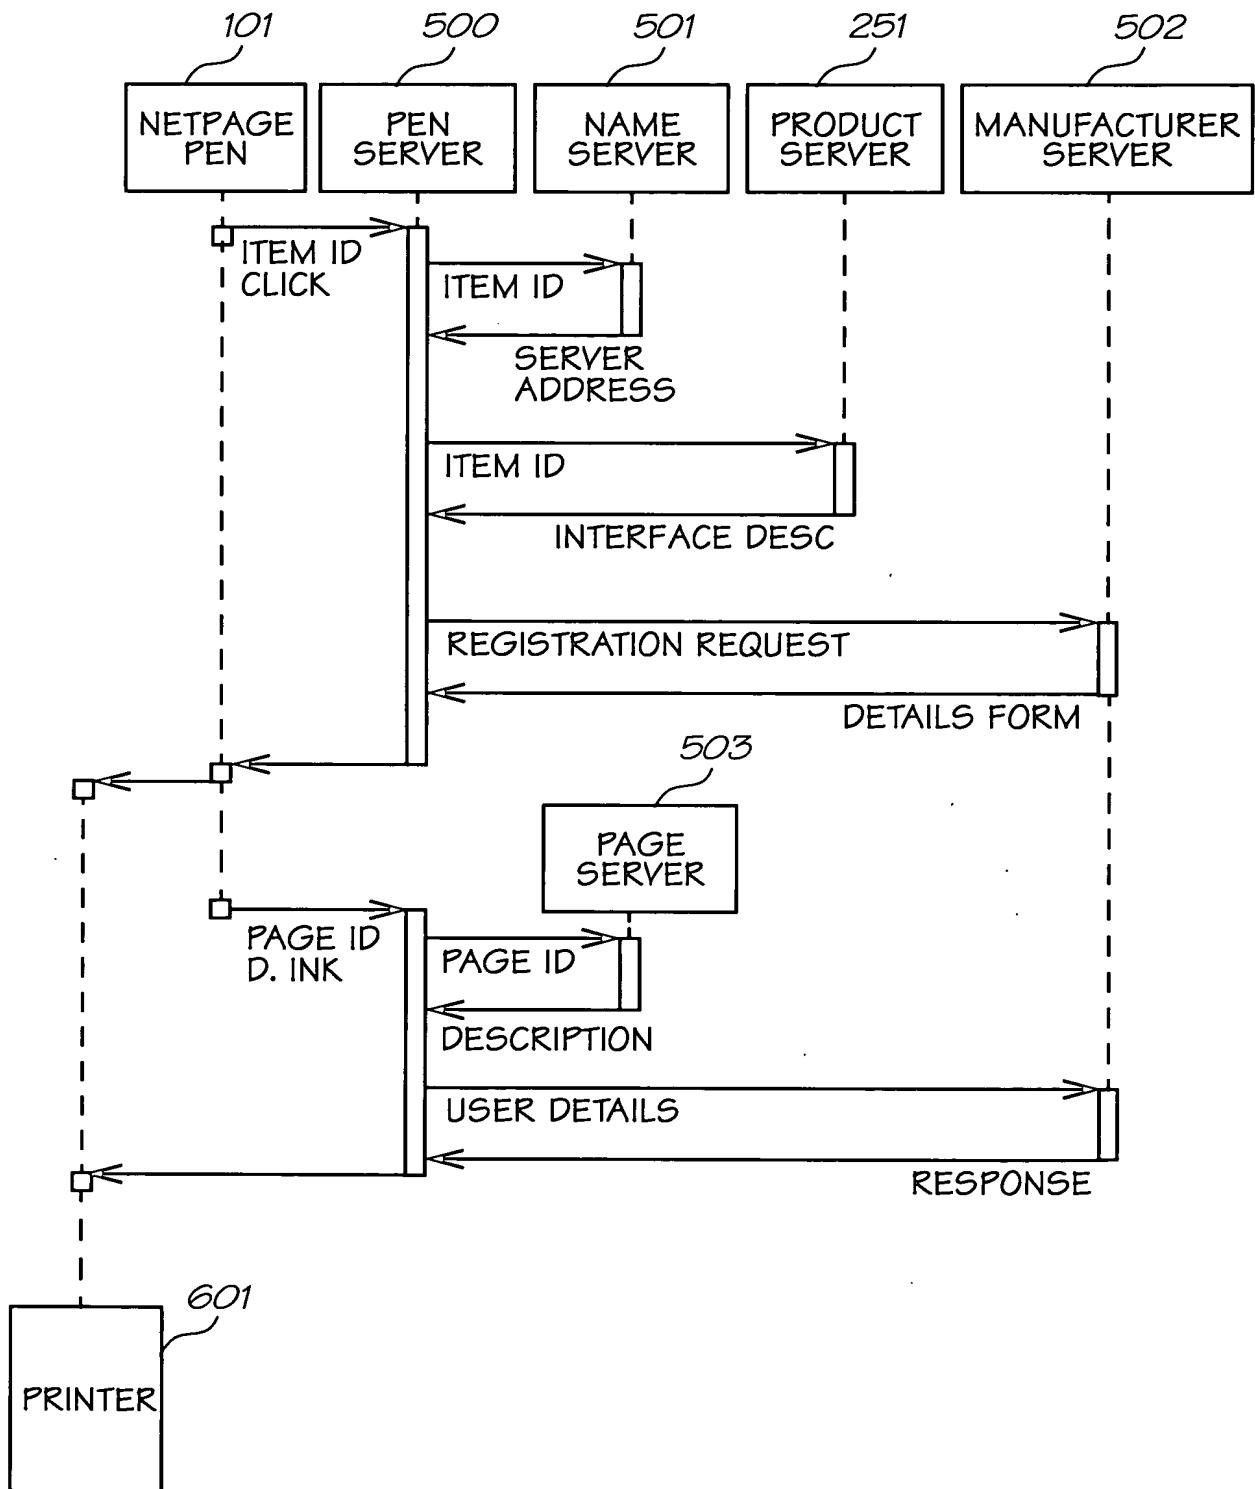 101
500
501
251
502
NETPAGE
PEN
PEN
SERVER
NAME
SERVER
PRODUCT
SERVER
MANUFACTURER
SERVER
ITEM ID
CLICK
ITEM ID
SERVER
ADDRESS
ITEM ID
INTERFACE DESC
REGISTRATION REQUEST
DETAILS FORM
503
PAGE
SERVER
PAGE ID
D. INK
PAGE ID
DESCRIPTION
USER DETAILS
RESPONSE
601
PRINTER